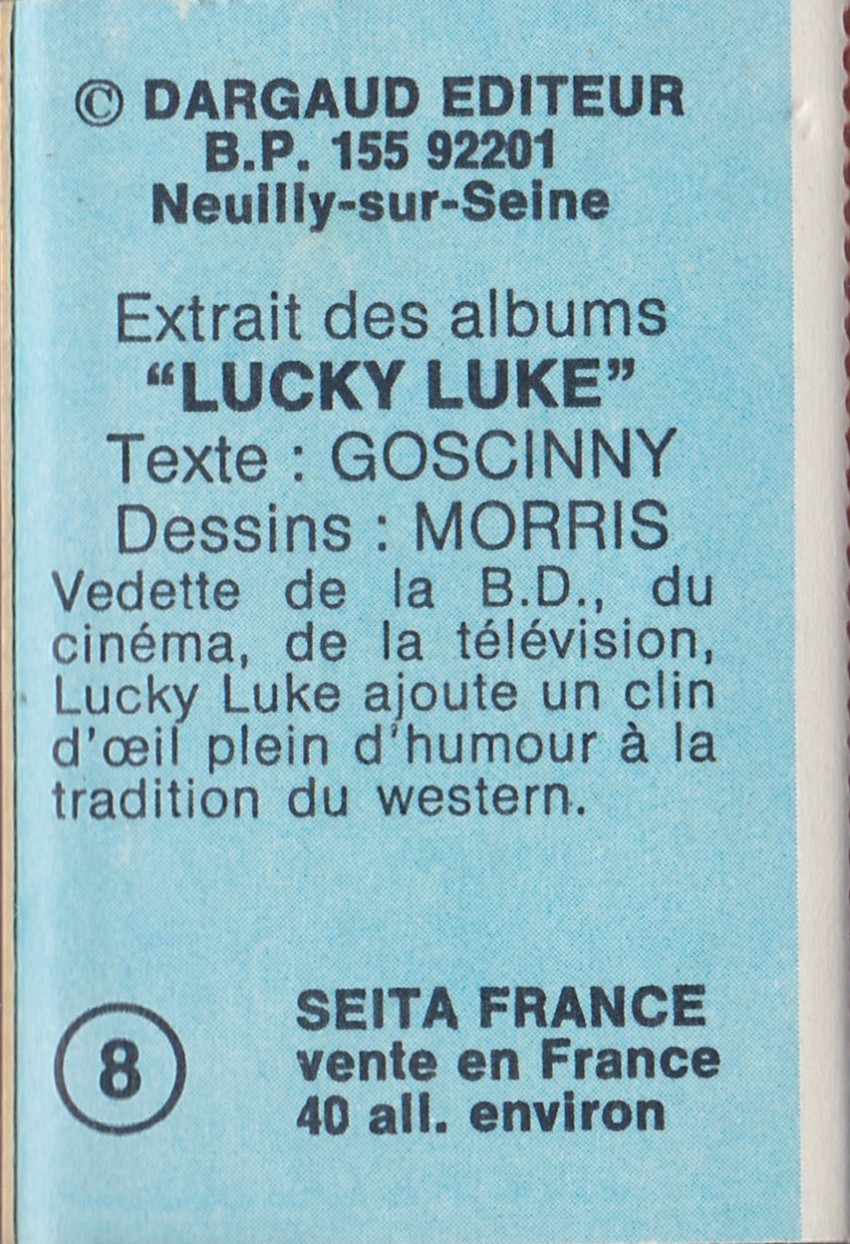 © DARGAUD EDITEUR
B.P. 155 92201
Neuilly-sur-Seine
Extrait des albums
“LUCKY LUKE”
Texte : GOSCINNY
Dessins : MORRIS
Vedette de la B.D., du
cinéma, de la télévision,
Lucky Luke ajoute un clin
d'œil plein d'humour à la
tradition du western.
8
SEITA FRANCE
vente en France
40 all. environ